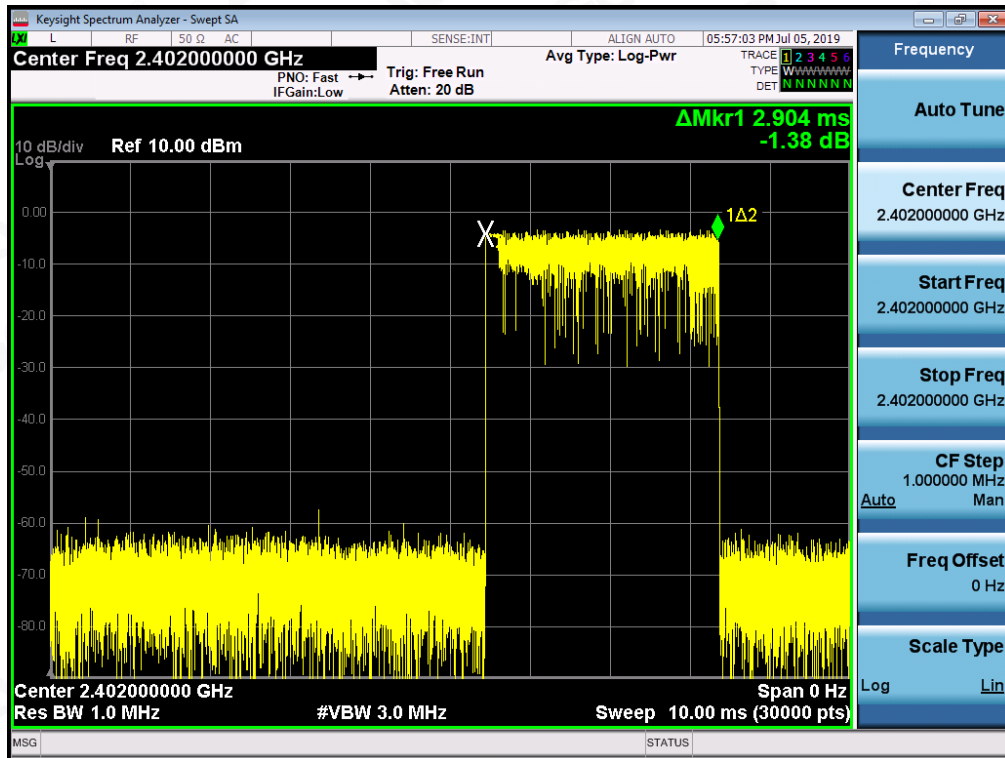 Keysight Spectrum Analyzer - Swept SA
LXI L RF 50 Ω AC SENSE:INT ALIGN AUTO 05:57:03 PM Jul 05, 2019
Center Freq 2.402000000 GHz
PNO: Fast
IFGain:Low
Trig: Free Run
Atten: 20 dB
Avg Type: Log-Pwr
TRACE 1 2 3 4 5 6
TYPE WWWWWW
DET N N N N N N
ΔMkr1 2.904 ms
-1.38 dB
10 dB/div Ref 10.00 dBm
Log
1Δ2
0.00
-10.0
-20.0
-30.0
-40.0
-50.0
-60.0
-70.0
-80.0
Center 2.402000000 GHz Span 0 Hz
Res BW 1.0 MHz #VBW 3.0 MHz Sweep 10.00 ms (30000 pts)
MSG STATUS
Frequency
Auto Tune
Center Freq
2.402000000 GHz
Start Freq
2.402000000 GHz
Stop Freq
2.402000000 GHz
CF Step
1.000000 MHz
Auto Man
Freq Offset
0 Hz
Scale Type
Log Lin